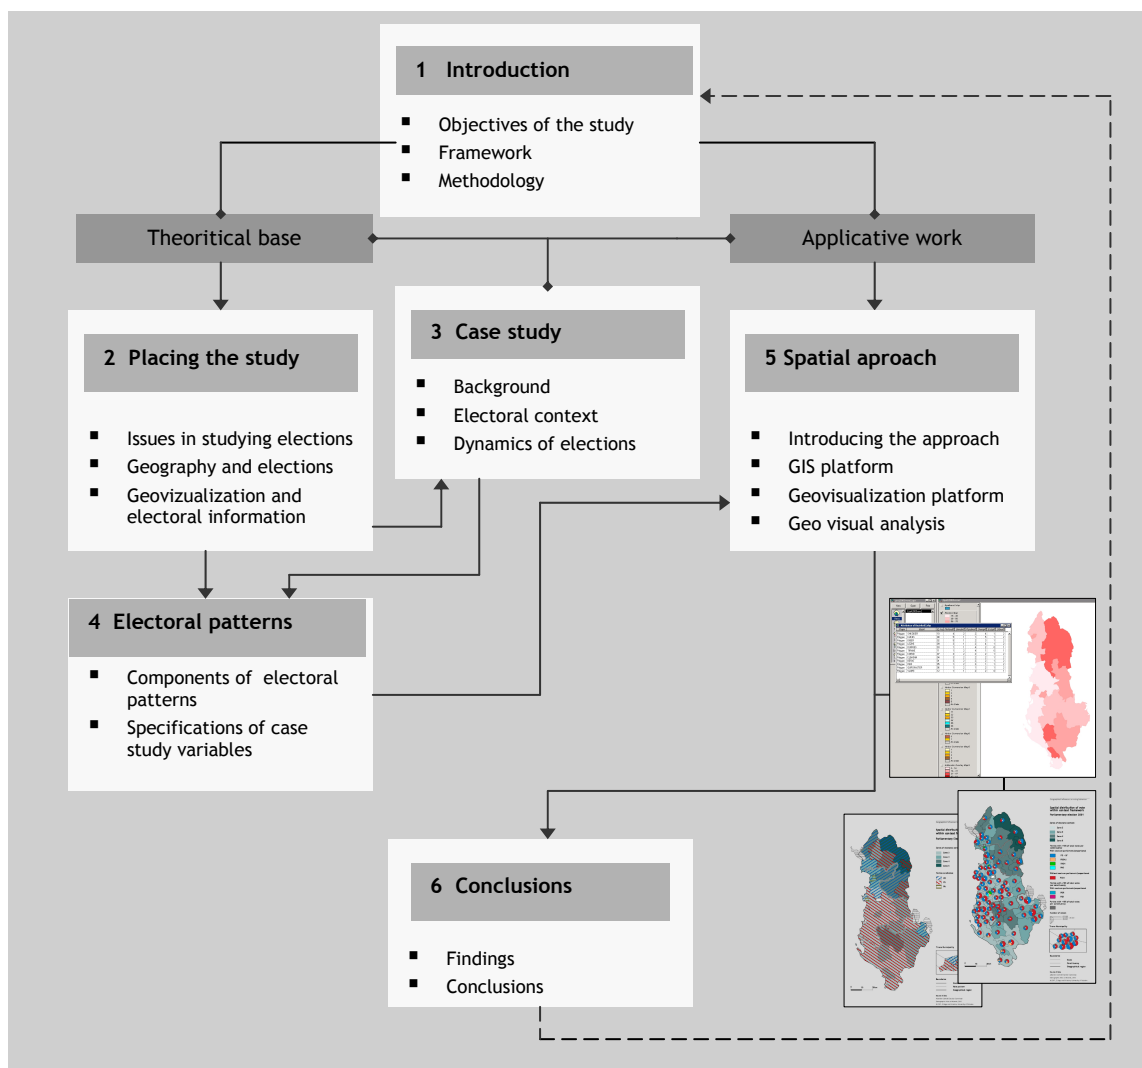 1 Introduction
Objectives of the study
Framework
Methodology
Theoritical base
Applicative work
2 Placing the study
Issues in studying elections
Geography and elections
Geovizualization and
electoral information
3 Case study
Background
Electoral context
Dynamics of elections
5 Spatial aproach
Introducing the approach
GIS platform
Geovisualization platform
Geo visual analysis
4 Electoral patterns
Components of electoral
patterns
Specifications of case
study variables
6 Conclusions
Findings
Conclusions